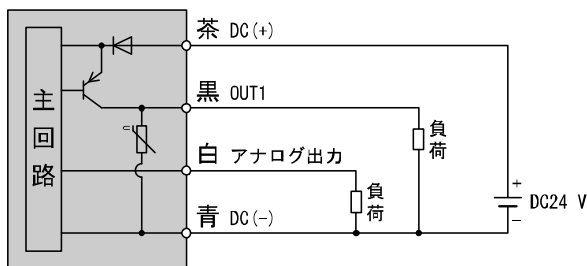 主回路
茶 DC(+)
黒 OUT1
白 アナログ出力
青 DC(-)
U
負荷
負荷
+
DC24 V
-